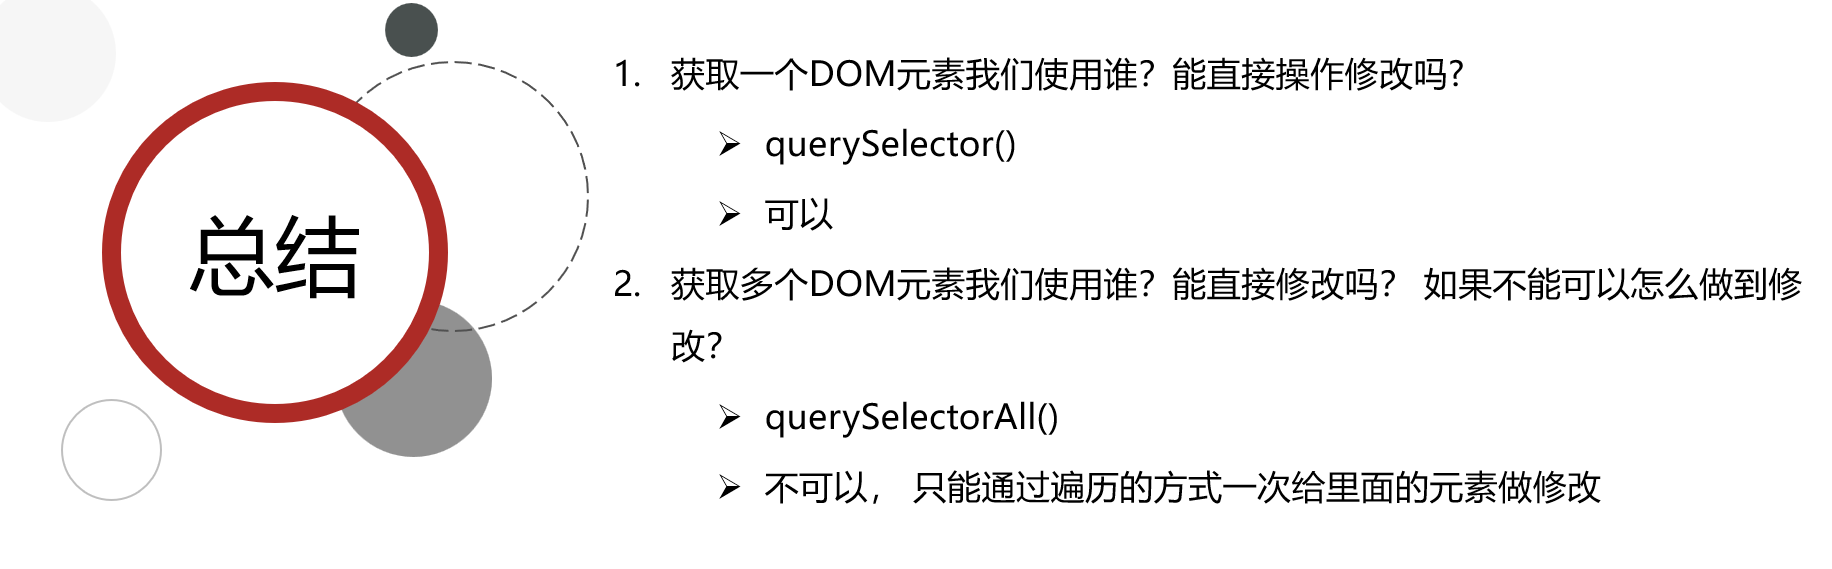 总结
1. 获取一个DOM元素我们使用谁？能直接操作修改吗？
➢ querySelector()
➢ 可以
2. 获取多个DOM元素我们使用谁？能直接修改吗？ 如果不能可以怎么做到修
改？
➢ querySelectorAll()
➢ 不可以， 只能通过遍历的方式一次给里面的元素做修改